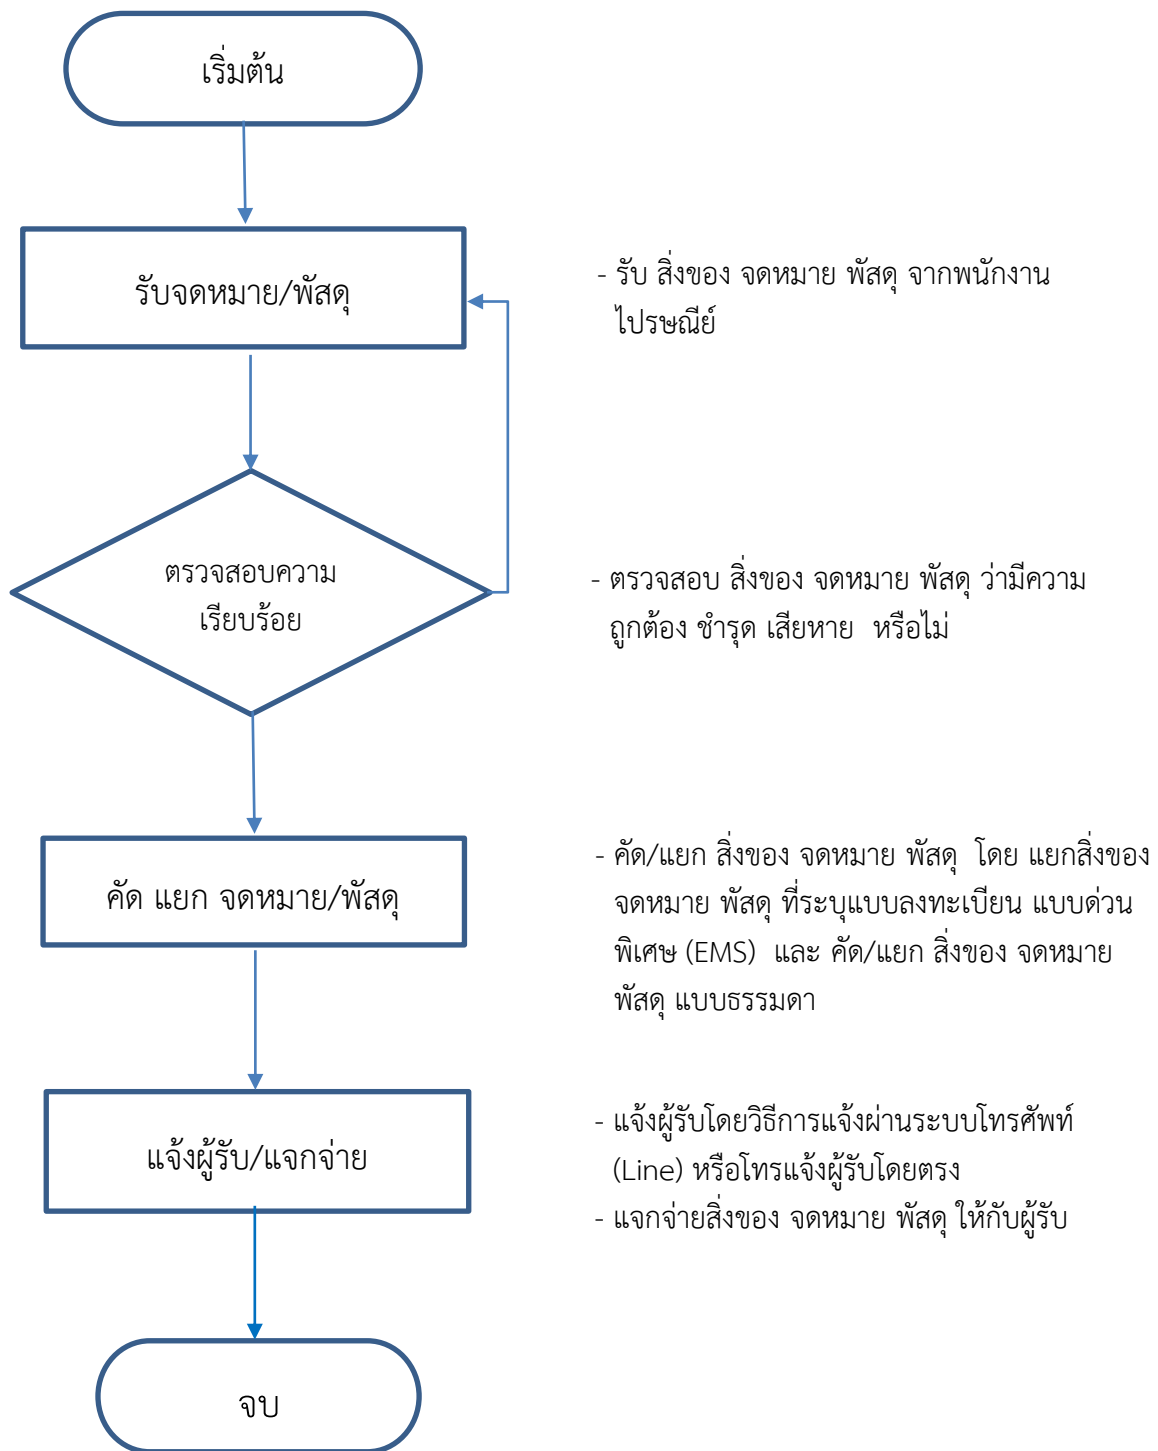 เริ่มต้น
รับจดหมาย/พัสดุ
- รับ สิ่งของ จดหมาย พัสดุ จากพนักงาน
ไปรษณีย์
ตรวจสอบความ
เรียบร้อย
- ตรวจสอบ สิ่งของ จดหมาย พัสดุ ว่ามีความ
ถูกต้อง ชำรุด เสียหาย หรือไม่
คัด แยก จดหมาย/พัสดุ
- คัด/แยก สิ่งของ จดหมาย พัสดุ โดย แยกสิ่งของ
จดหมาย พัสดุ ที่ระบุแบบลงทะเบียน แบบด่วน
พิเศษ (EMS) และ คัด/แยก สิ่งของ จดหมาย
พัสดุ แบบธรรมดา
แจ้งผู้รับ/แจกจ่าย
- แจ้งผู้รับโดยวิธีการแจ้งผ่านระบบโทรศัพท์
(Line) หรือโทรแจ้งผู้รับโดยตรง
- แจกจ่ายสิ่งของ จดหมาย พัสดุ ให้กับผู้รับ
จบ